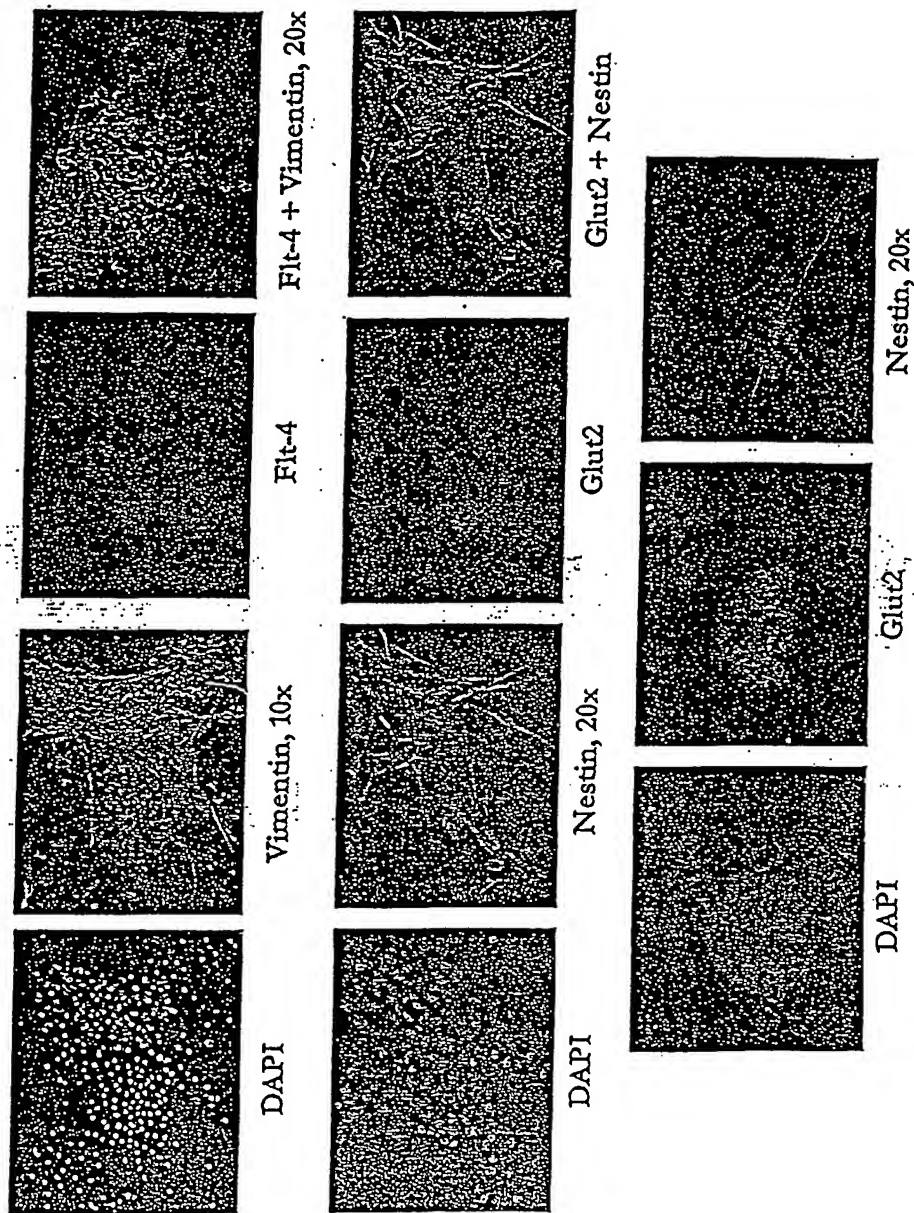 DAPI
Vimentin, 10x
Flt-4
Flt-4 + Vimentin, 20x
DAPI
Nestin, 20x
Glut2
Glut2 + Nestin
DAPI
Glut2,
Nestin, 20x